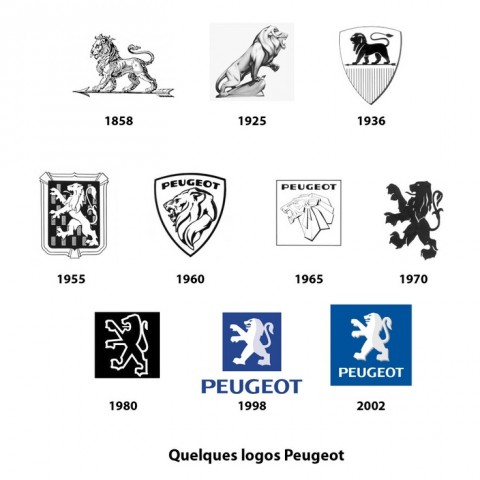 1858 1925 1936
PEUGEOT PEUGEOT
1955 1960 1965 1970
PEUGEOT
PEUGEOT
1980 1998 2002
Quelques logos Peugeot